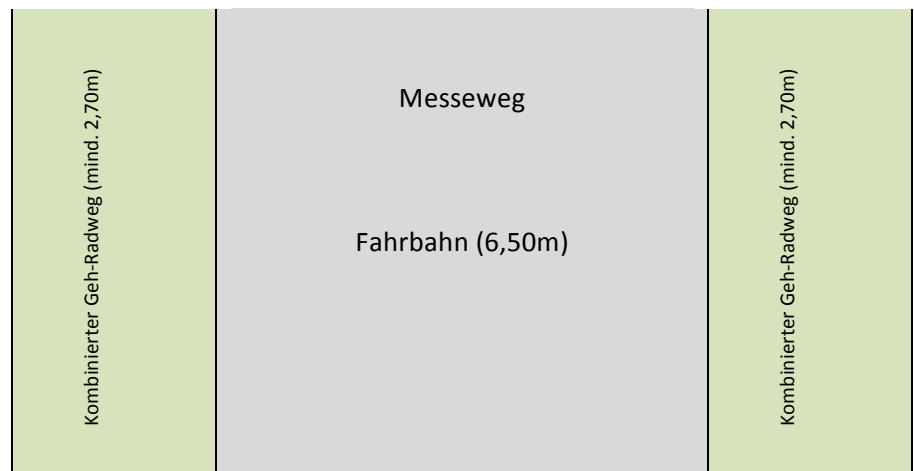 Kombinierter Geh-Radweg (mind. 2,70m)
Messeweg
Fahrbahn (6,50m)
Kombinierter Geh-Radweg (mind. 2,70m)